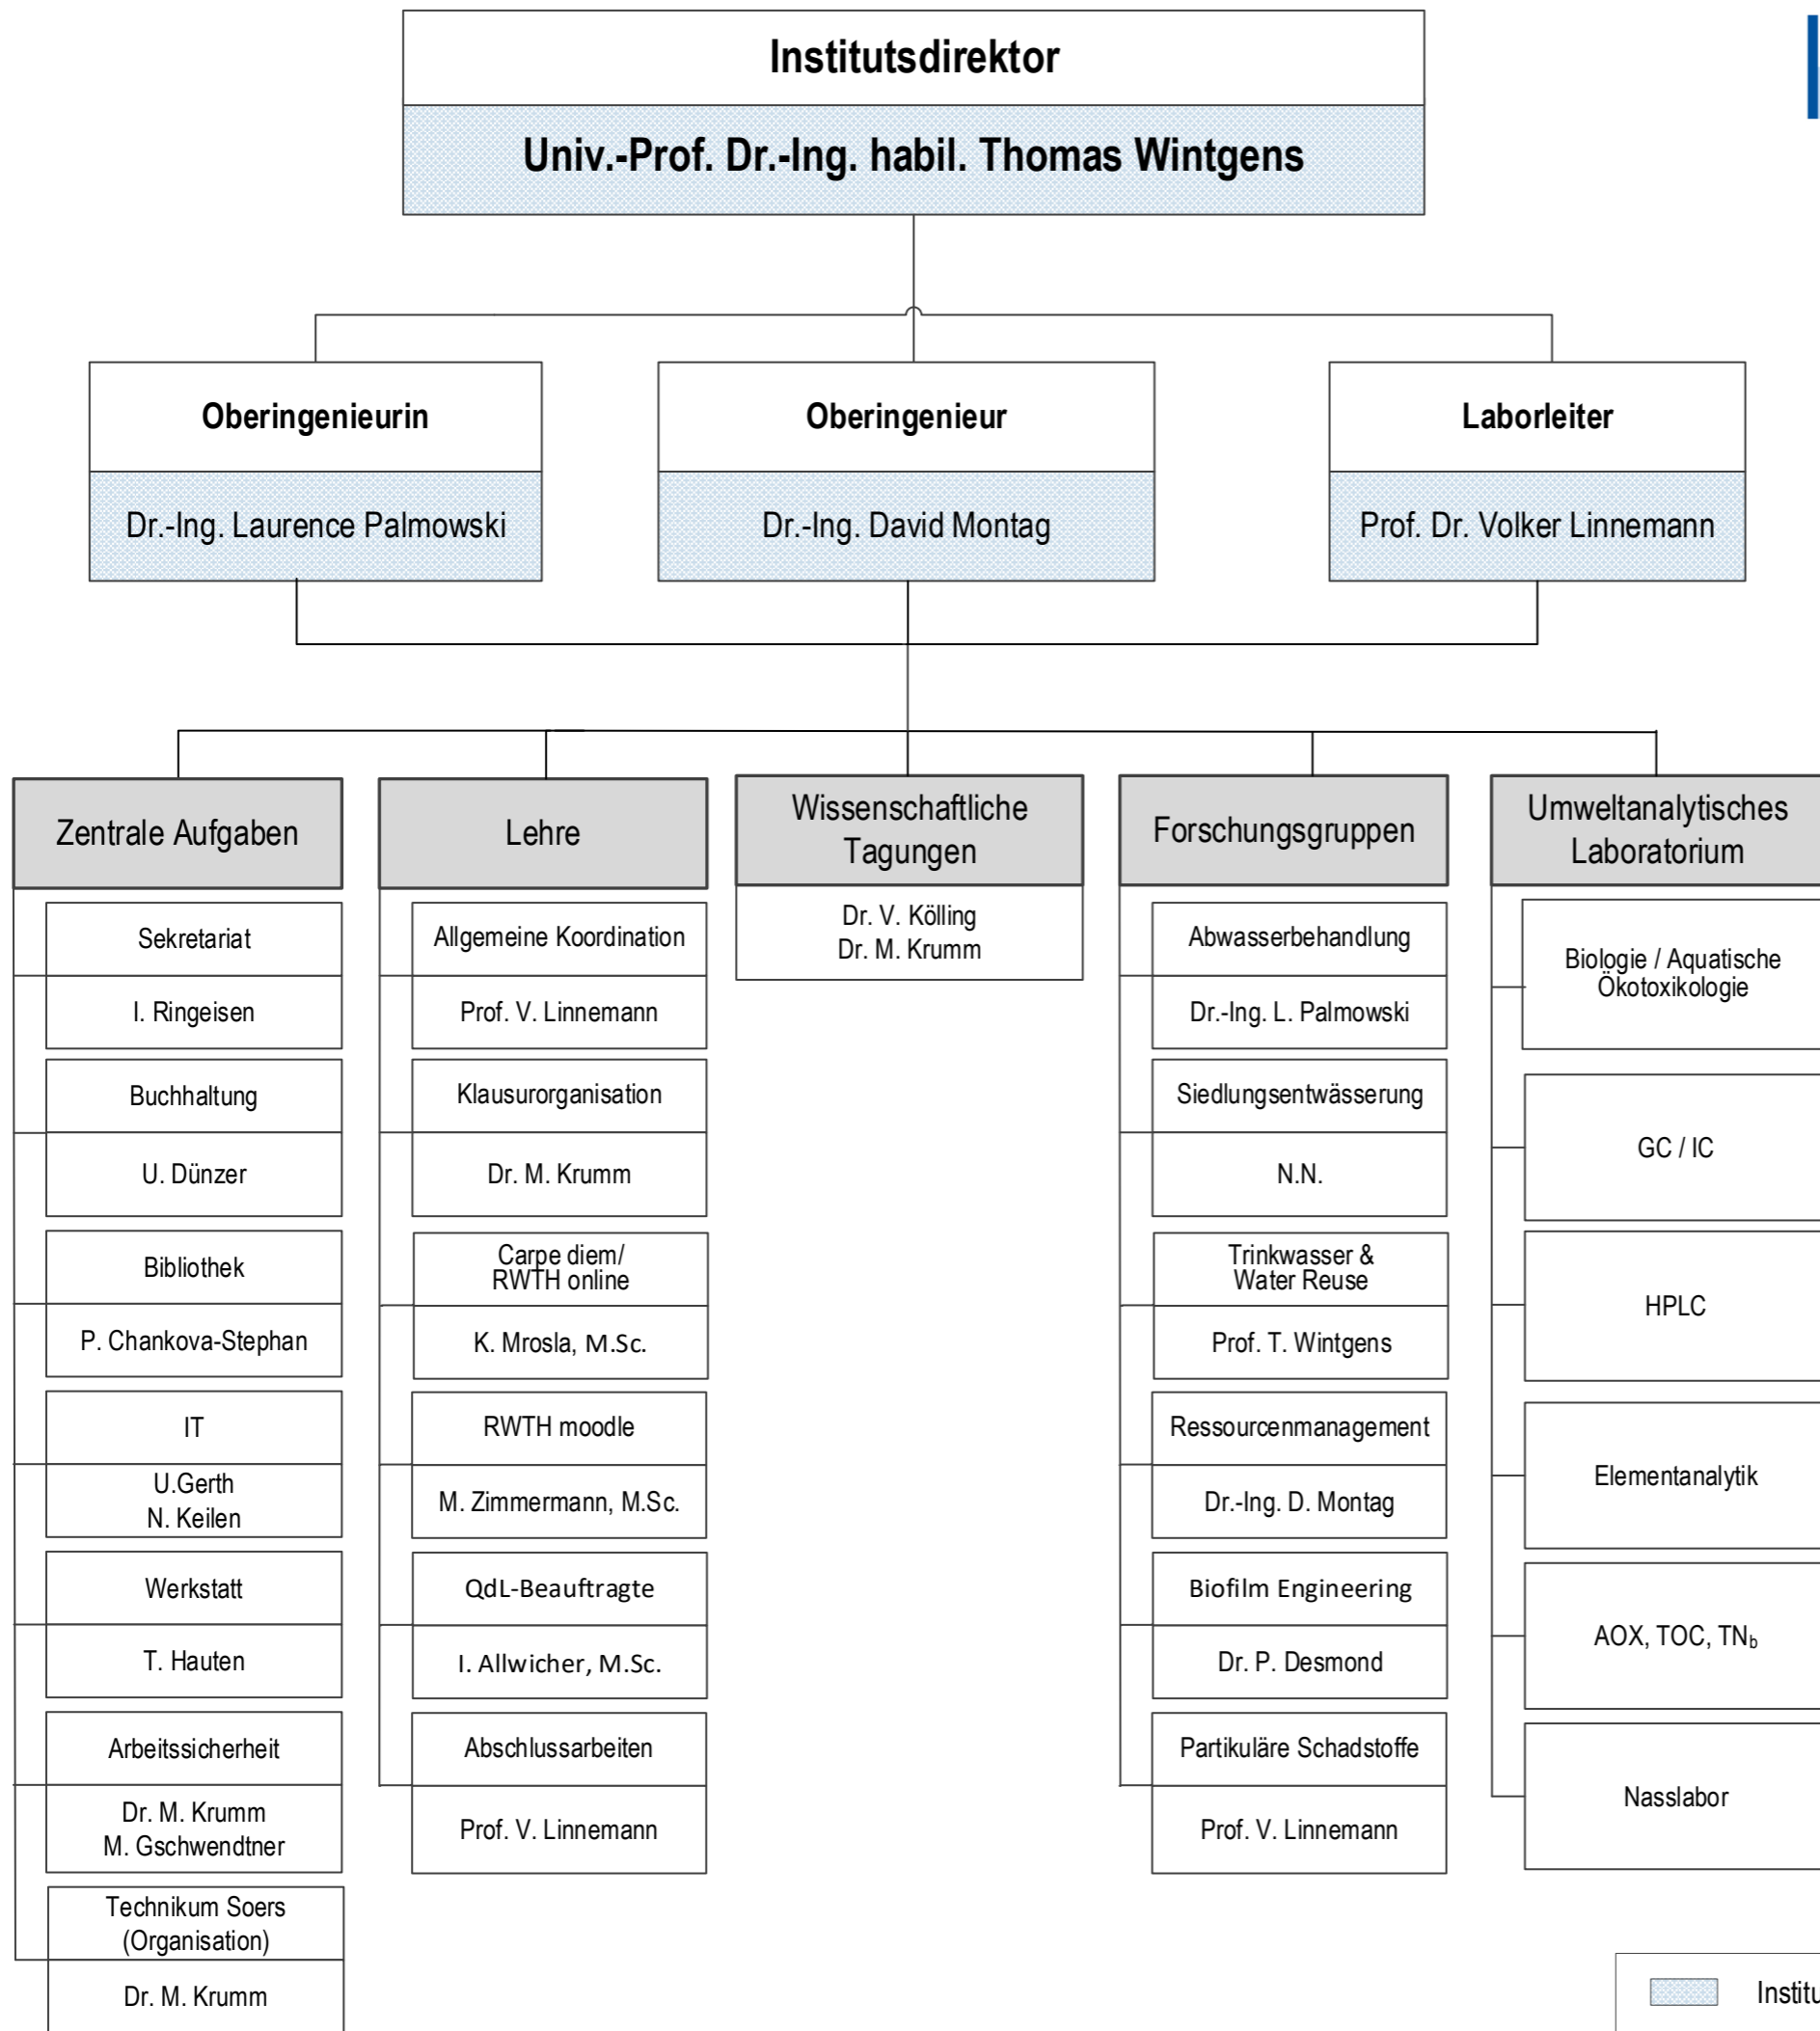 Institutsdirektor
Univ.-Prof. Dr.-Ing. habil. Thomas Wintgens
Oberingenieurin
Dr.-Ing. Laurence Palmowski
Oberingenieur
Dr.-Ing. David Montag
Laborleiter
Prof. Dr. Volker Linnemann
Zentrale Aufgaben
Sekretariat
I. Ringeisen
Buchhaltung
U. Dünzer
Bibliothek
P. Chankova-Stephan
IT
U.Gerth
N. Keilen
Werkstatt
T. Hauten
Arbeitssicherheit
Dr. M. Krumm
M. Gschwendtner
Technikum Soers
(Organisation)
Dr. M. Krumm
Lehre
Allgemeine Koordination
Prof. V. Linnemann
Klausurorganisation
Dr. M. Krumm
Carpe diem/
RWTH online
K. Mrosla, M.Sc.
RWTH moodle
M. Zimmermann, M.Sc.
QdL-Beauftragte
I. Allwicher, M.Sc.
Abschlussarbeiten
Prof. V. Linnemann
Wissenschaftliche
Tagungen
Dr. V. Kölling
Dr. M. Krumm
Forschungsgruppen
Abwasserbehandlung
Dr.-Ing. L. Palmowski
Siedlungsentwässerung
N.N.
Trinkwasser &
Water Reuse
Prof. T. Wintgens
Ressourcenmanagement
Dr.-Ing. D. Montag
Biofilm Engineering
Dr. P. Desmond
Partikuläre Schadstoffe
Prof. V. Linnemann
Umweltanalytisches
Laboratorium
Biologie / Aquatische
Ökotoxikologie
GC / IC
HPLC
Elementanalytik
AOX, TOC, TNb
Nasslabor